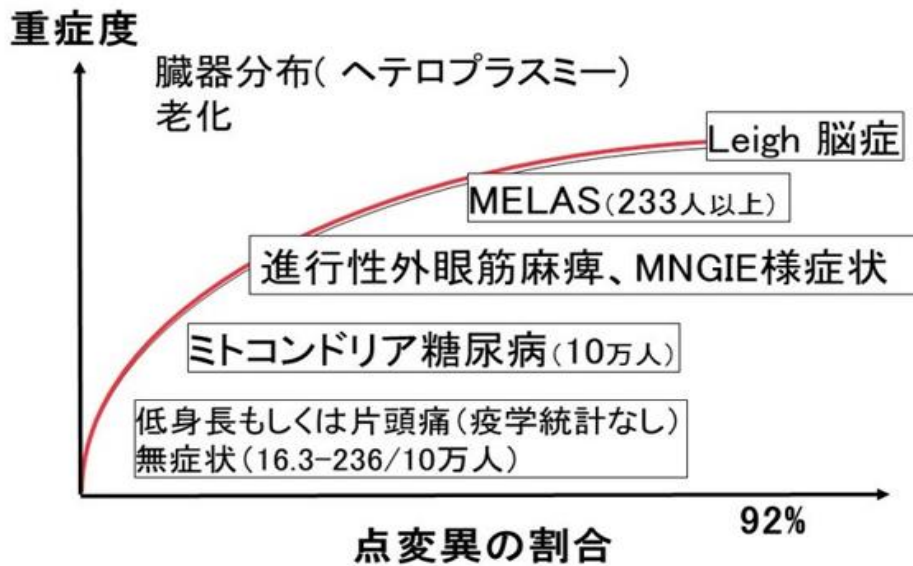 重症度
臓器分布( ヘテロプラスミー)
老化
Leigh 脳症
MELAS(233人以上)
進行性外眼筋麻痺、MNGIE様症状
ミトコンドリア糖尿病(10万人)
低身長もしくは片頭痛(疫学統計なし)
無症状(16.3-236/10万人)
92%
点変異の割合